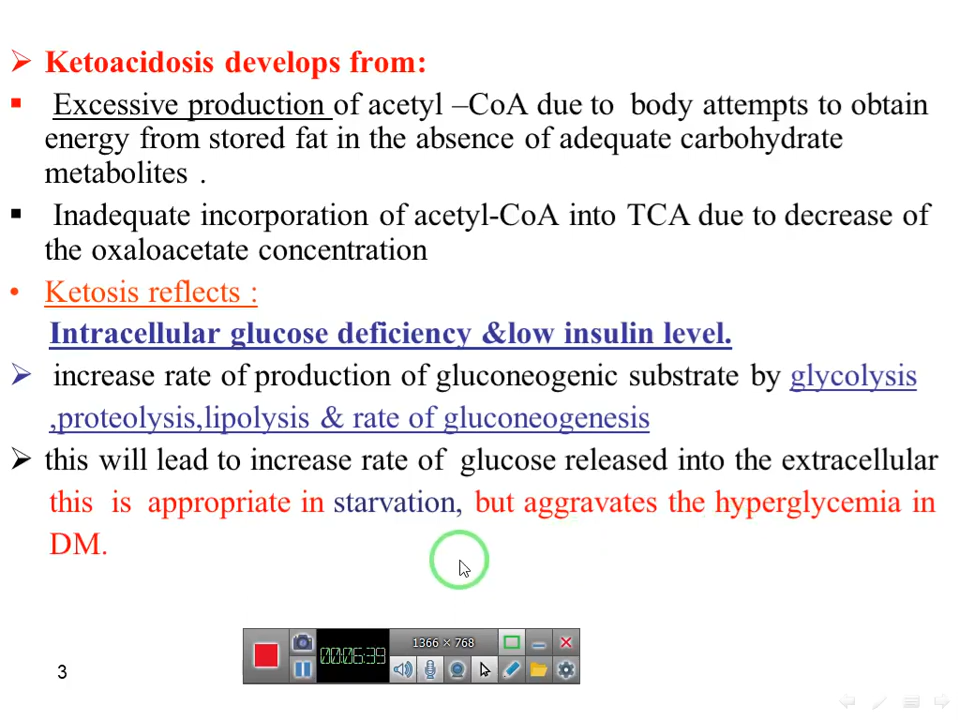 Ketoacidosis develops from:
Excessive production of acetyl –CoA due to body attempts to obtain
energy from stored fat in the absence of adequate carbohydrate
metabolites .
Inadequate incorporation of acetyl-CoA into TCA due to decrease of
the oxaloacetate concentration
Ketosis reflects :
Intracellular glucose deficiency &low insulin level.
increase rate of production of gluconeogenic substrate by glycolysis
,proteolysis,lipolysis & rate of gluconeogenesis
this will lead to increase rate of glucose released into the extracellular
this is appropriate in starvation, but aggravates the hyperglycemia in
DM.
1366 × 768
00:06:39
3